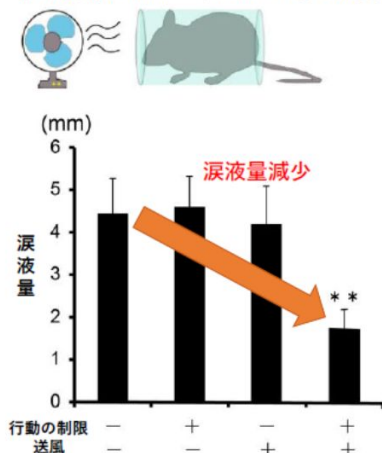 (mm)
涙液量減少
涙液量
6
5
4
3
2
1
0
**
行動の制限 － ＋ － ＋
送風 － － ＋ ＋